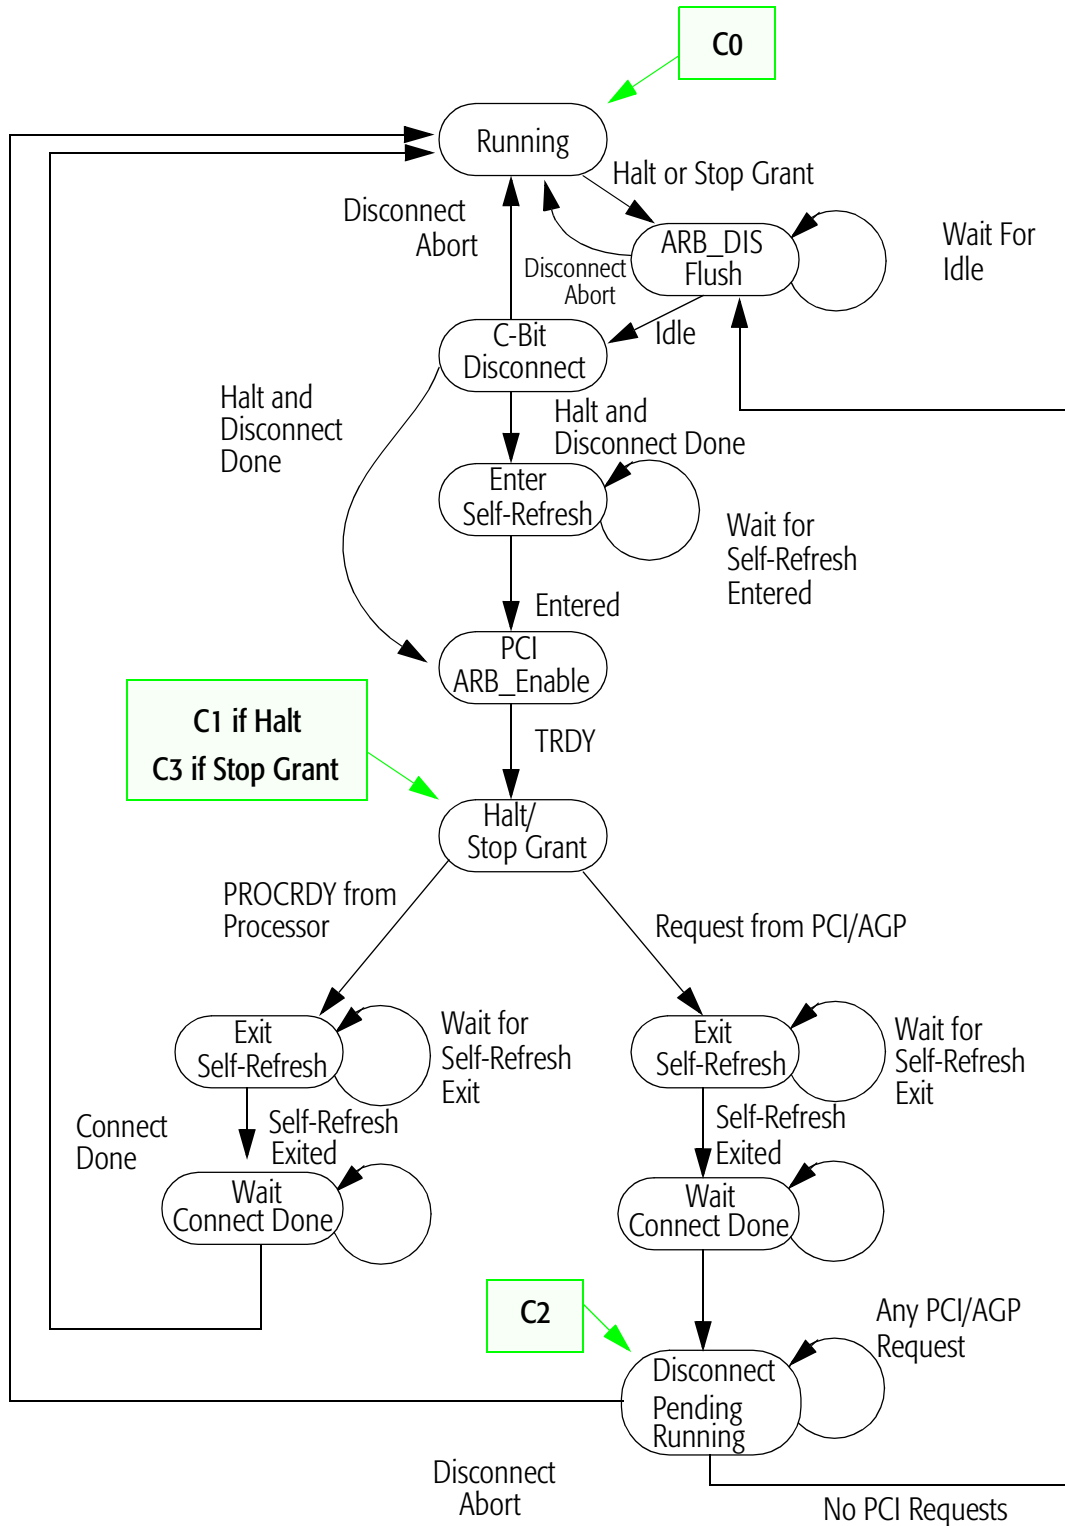 C0
Running
Halt or Stop Grant
Disconnect
Abort
ARB_DIS
Flush
Wait For
Idle
Disconnect
Abort
Idle
C-Bit
Disconnect
Halt and
Disconnect
Done
Halt and
Disconnect Done
Enter
Self-Refresh
Wait for
Self-Refresh
Entered
Entered
PCI
ARB_Enable
C1 if Halt
C3 if Stop Grant
TRDY
Halt/
Stop Grant
PROCRDY from
Processor
Request from PCI/AGP
Exit
Self-Refresh
Wait for
Self-Refresh
Exit
Exit
Self-Refresh
Wait for
Self-Refresh
Exit
Connect
Done
Self-Refresh
Exited
Self-Refresh
Exited
Wait
Connect Done
Wait
Connect Done
C2
Any PCI/AGP
Request
Disconnect
Pending
Running
Disconnect
Abort
No PCI Requests